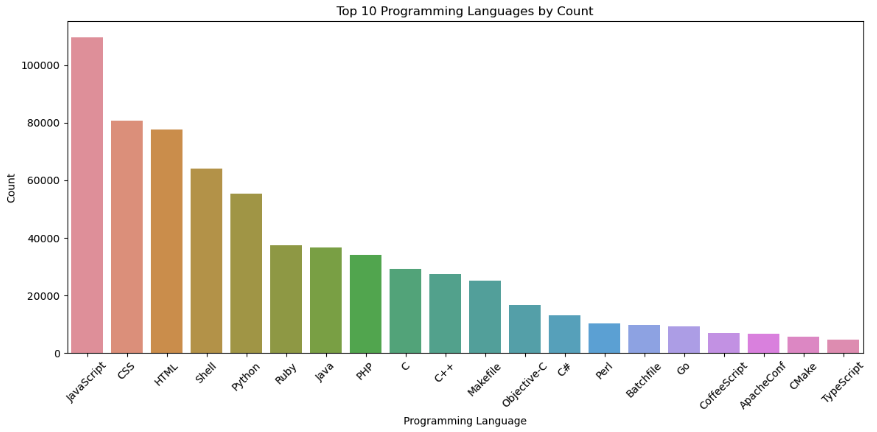 Top 10 Programming Languages by Count
Count
100000
80000
60000
40000
20000
0
JavaScript
CSS
HTML
Shell
Python
Ruby
Java
PHP
C
C++
Makefile
Objective-C
C#
Perl
Batchfile
Go
CoffeeScript
ApacheConf
CMake
TypeScript
Programming Language